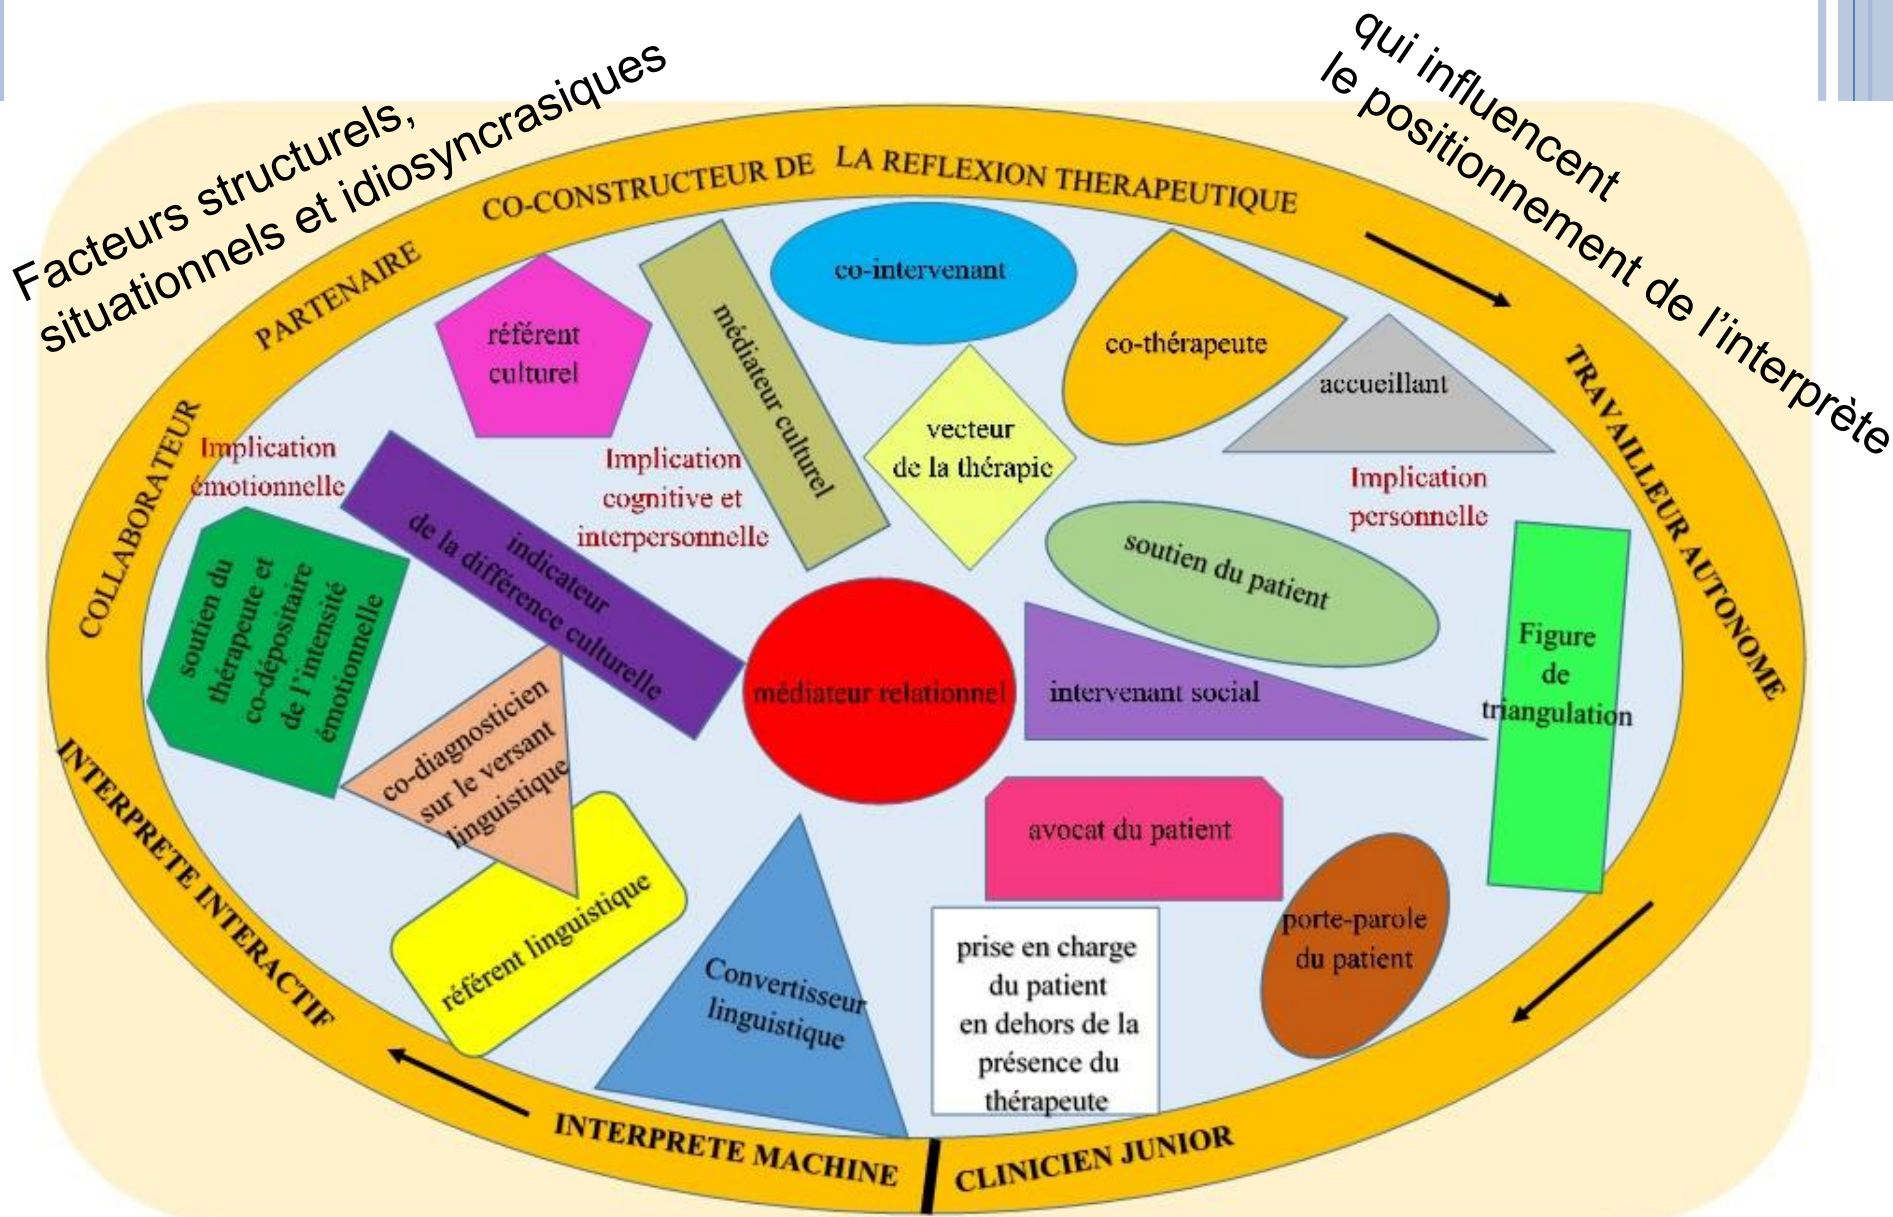 Facteurs structurels,
situationnels et idiosyncrasiques
qui influencent
le positionnement de l’interprète
CO-CONSTRUCTEUR DE LA REFLEXION THERAPEUTIQUE
PARTENAIRE
COLLABORATEUR
TRAVAILLEUR AUTONOME
INTERPRETE INTERACTIF
INTERPRETE MACHINE
CLINICIEN JUNIOR
référent
culturel
médiateur culturel
co-intervenant
co-thérapeute
accueillant
vecteur
de la thérapie
Implication
émotionnelle
Implication
cognitive et
interpersonnelle
Implication
personnelle
indicateur
de la différence culturelle
soutien du patient
soutien du
thérapeute et
co-dépositaire
de l’intensité
émotionnelle
Figure
de
triangulation
médiateur relationnel
intervenant social
co-diagnosticien
sur le versant
linguistique
avocat du patient
référent linguistique
Convertisseur
linguistique
prise en charge
du patient
en dehors de la
présence du
thérapeute
porte-parole
du patient